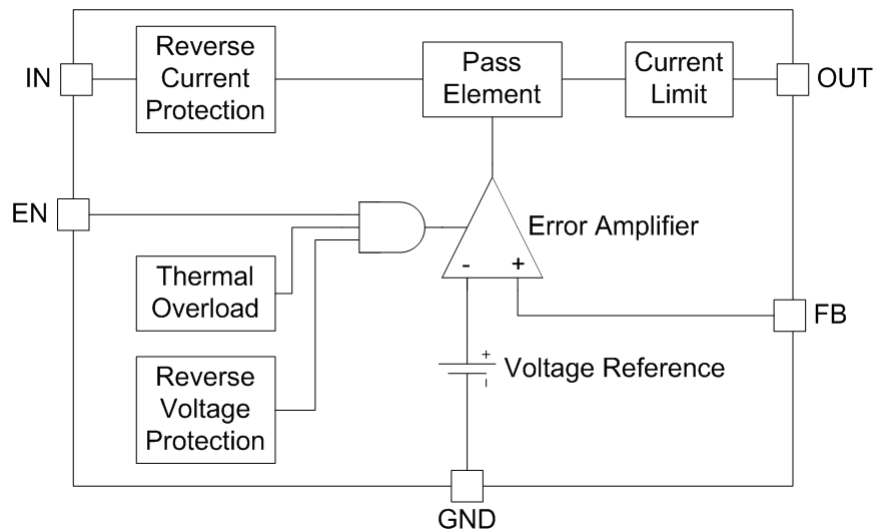 Reverse
Current
Protection
Pass
Element
Current
Limit
IN
OUT
EN
Error Amplifier
- +
Thermal
Overload
FB
+
Voltage Reference
-
Reverse
Voltage
Protection
GND